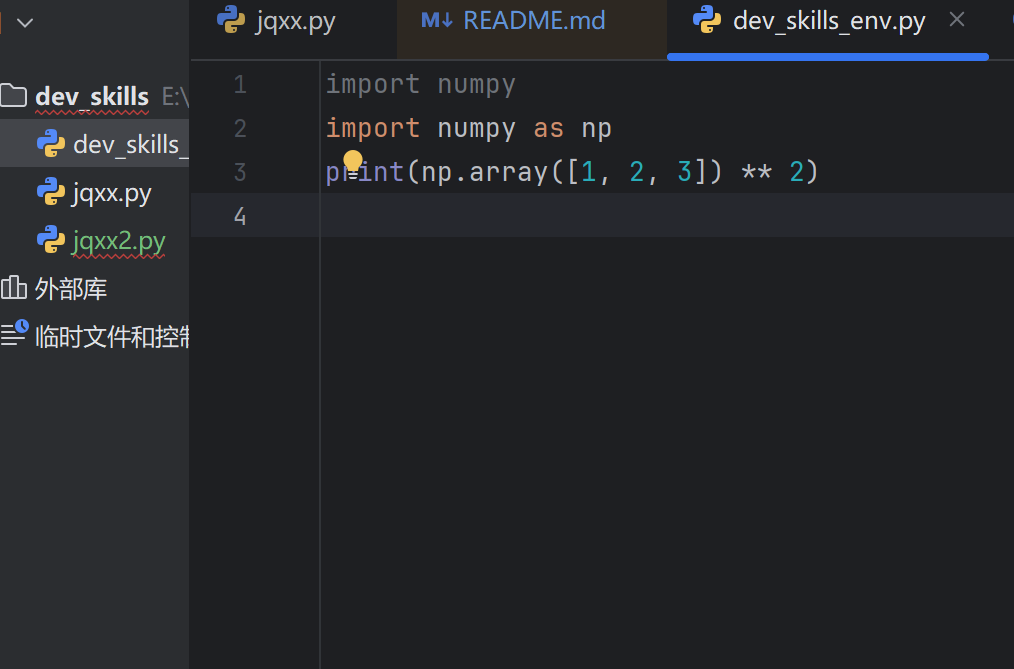 jqxx.py
M↓ README.md
dev_skills_env.py
dev_skills E:\
dev_skills_
jqxx.py
jqxx2.py
外部库
临时文件和控制
1 import numpy
2 import numpy as np
3 print(np.array([1, 2, 3]) ** 2)
4